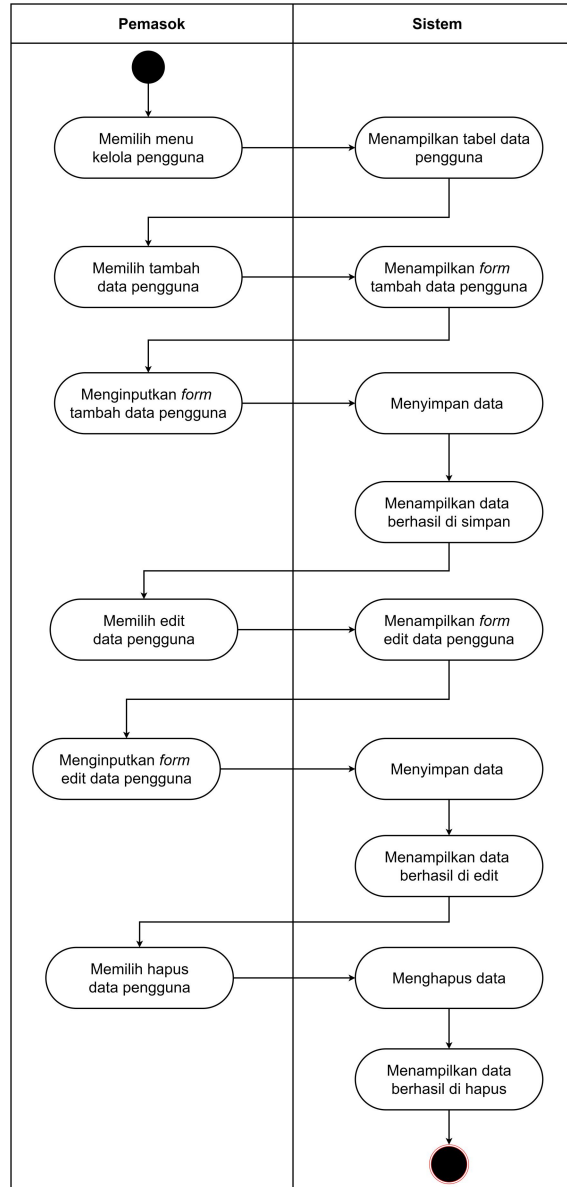 Pemasok
Sistem
Memilih menu
kelola pengguna
Menampilkan tabel data
pengguna
Memilih tambah
data pengguna
Menampilkan form
tambah data pengguna
Menginputkan form
tambah data pengguna
Menyimpan data
Menampilkan data
berhasil di simpan
Memilih edit
data pengguna
Menampilkan form
edit data pengguna
Menginputkan form
edit data pengguna
Menyimpan data
Menampilkan data
berhasil di edit
Memilih hapus
data pengguna
Menghapus data
Menampilkan data
berhasil di hapus